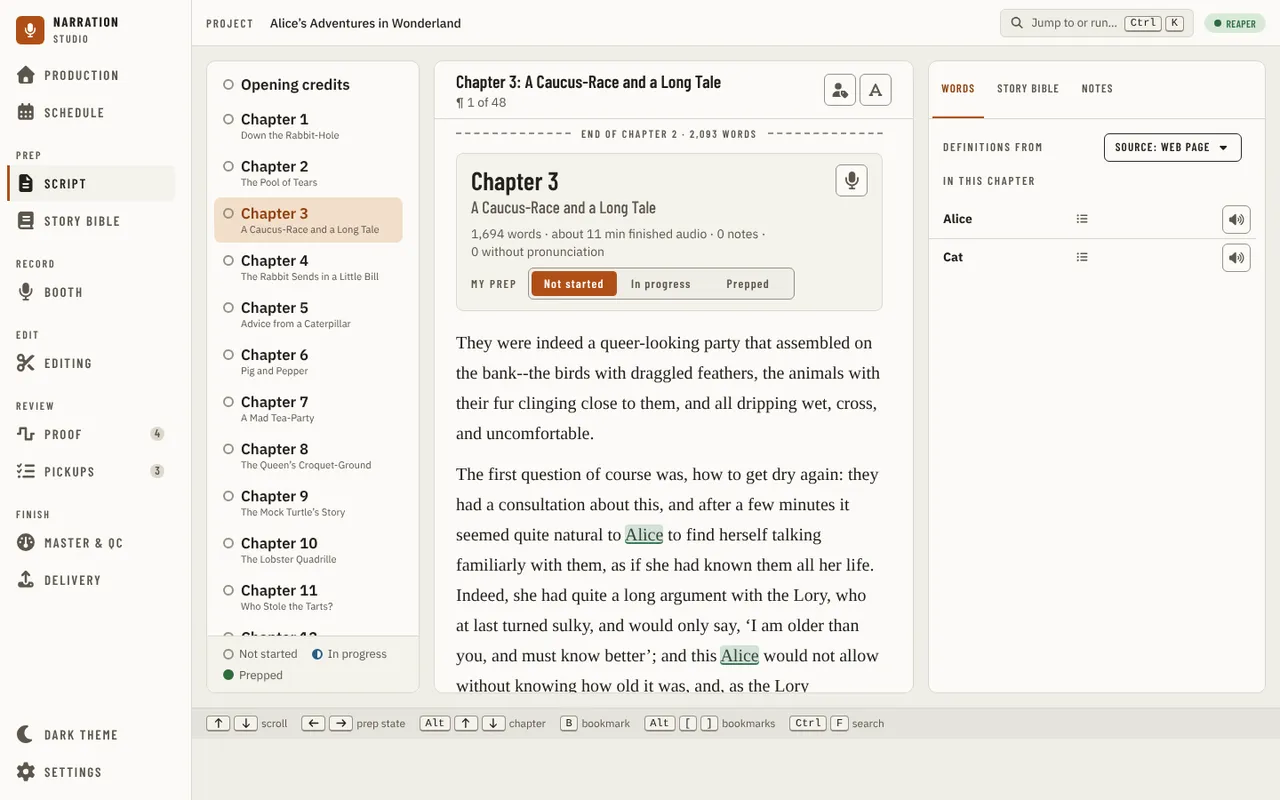 NARRATION
STUDIO
PRODUCTION
SCHEDULE
PREP
SCRIPT
STORY BIBLE
RECORD
BOOTH
EDIT
EDITING
REVIEW
PROOF 4
PICKUPS 3
FINISH
MASTER & QC
DELIVERY
DARK THEME
SETTINGS
PROJECT Alice's Adventures in Wonderland
Jump to or run... Ctrl K
REAPER
Opening credits
Chapter 1
Down the Rabbit-Hole
Chapter 2
The Pool of Tears
Chapter 3
A Caucus-Race and a Long Tale
Chapter 4
The Rabbit Sends in a Little Bill
Chapter 5
Advice from a Caterpillar
Chapter 6
Pig and Pepper
Chapter 7
A Mad Tea-Party
Chapter 8
The Queen's Croquet-Ground
Chapter 9
The Mock Turtle's Story
Chapter 10
The Lobster Quadrille
Chapter 11
Who Stole the Tarts?
Chapter 12
Not started In progress
Prepped
Chapter 3: A Caucus-Race and a Long Tale
¶ 1 of 48
A
END OF CHAPTER 2 · 2,093 WORDS
Chapter 3
A Caucus-Race and a Long Tale
1,694 words · about 11 min finished audio · 0 notes ·
0 without pronunciation
MY PREP Not started In progress Prepped
They were indeed a queer-looking party that assembled on
the bank--the birds with draggled feathers, the animals with
their fur clinging close to them, and all dripping wet, cross,
and uncomfortable.
The first question of course was, how to get dry again: they
had a consultation about this, and after a few minutes it
seemed quite natural to Alice to find herself talking
familiarly with them, as if she had known them all her life.
Indeed, she had quite a long argument with the Lory, who
at last turned sulky, and would only say, ‘I am older than
you, and must know better’; and this Alice would not allow
without knowing how old it was, and, as the Lory
WORDS STORY BIBLE NOTES
DEFINITIONS FROM SOURCE: WEB PAGE
IN THIS CHAPTER
Alice
Cat
↑ ↓ scroll ← → prep state Alt ↑ ↓ chapter B bookmark Alt [ ] bookmarks Ctrl F search